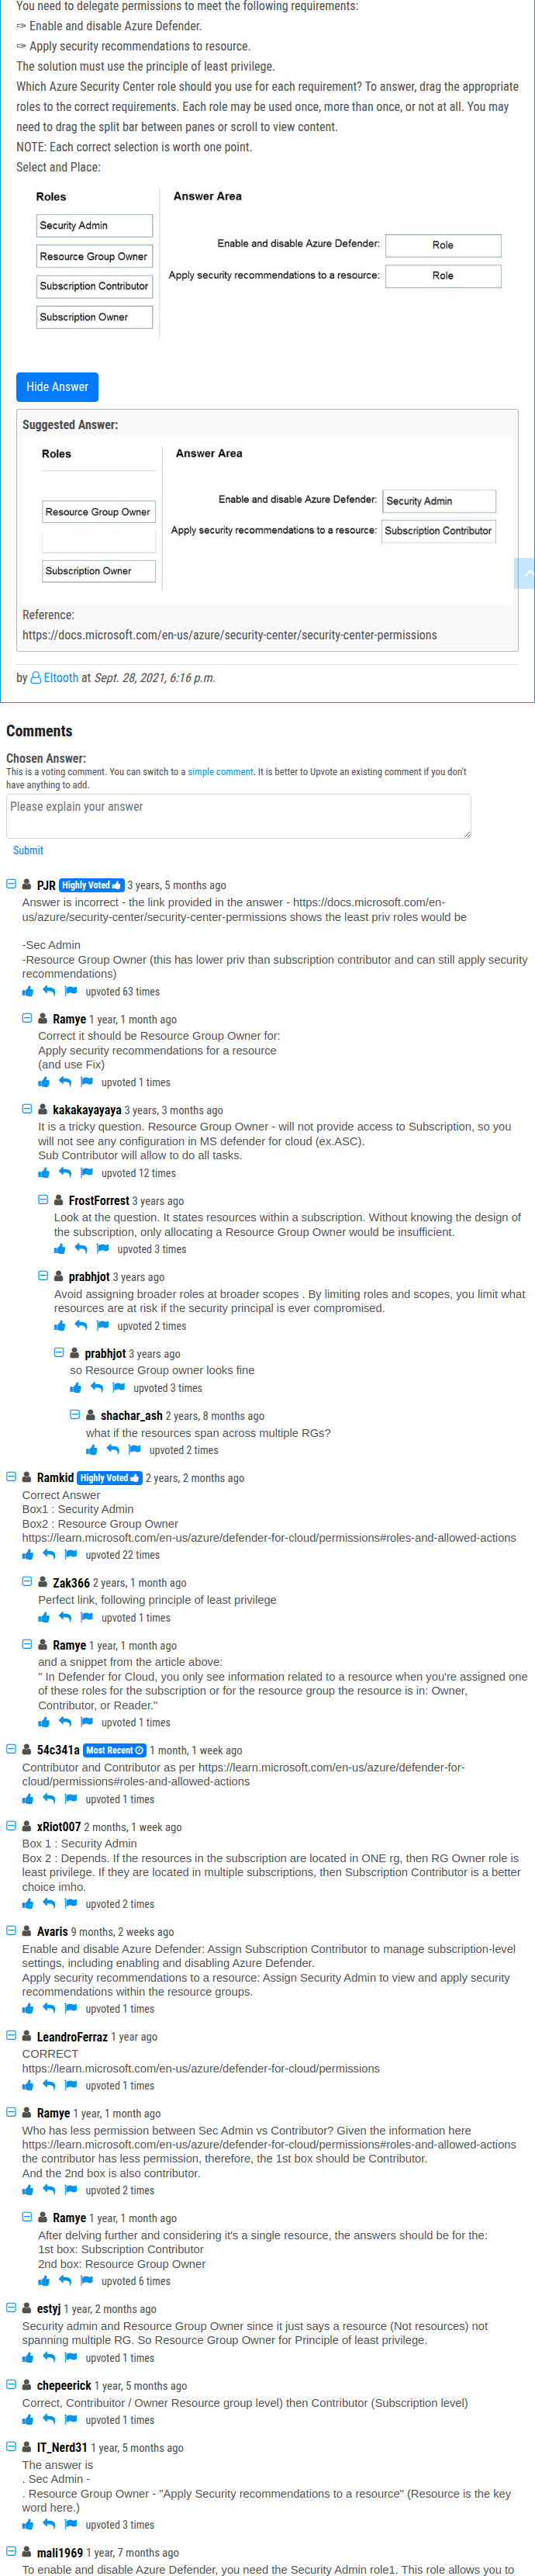 You need to delegate permissions to meet the following requirements:
✑ Enable and disable Azure Defender.
✑ Apply security recommendations to resource.
The solution must use the principle of least privilege.
Which Azure Security Center role should you use for each requirement? To answer, drag the appropriate
roles to the correct requirements. Each role may be used once, more than once, or not at all. You may
need to drag the split bar between panes or scroll to view content.
NOTE: Each correct selection is worth one point.
Select and Place:
Roles
Answer Area
Security Admin
Resource Group Owner
Subscription Contributor
Subscription Owner
Enable and disable Azure Defender: Role
Apply security recommendations to a resource: Role
Hide Answer
Suggested Answer:
Roles
Answer Area
Resource Group Owner
Subscription Owner
Enable and disable Azure Defender: Security Admin
Apply security recommendations to a resource: Subscription Contributor
Reference:
https://docs.microsoft.com/en-us/azure/security-center/security-center-permissions
by Eltooth at Sept. 28, 2021, 6:16 p.m.
Comments
Chosen Answer:
This is a voting comment. You can switch to a simple comment. It is better to Upvote an existing comment if you don't
have anything to add.
Please explain your answer
Submit
PJR Highly Voted 3 years, 5 months ago
Answer is incorrect - the link provided in the answer - https://docs.microsoft.com/en-
us/azure/security-center/security-center-permissions shows the least priv roles would be
-Sec Admin
-Resource Group Owner (this has lower priv than subscription contributor and can still apply security
recommendations)
upvoted 63 times
Ramye 1 year, 1 month ago
Correct it should be Resource Group Owner for:
Apply security recommendations for a resource
(and use Fix)
upvoted 1 times
kakakayayaya 3 years, 3 months ago
It is a tricky question. Resource Group Owner - will not provide access to Subscription, so you
will not see any configuration in MS defender for cloud (ex.ASC).
Sub Contributor will allow to do all tasks.
upvoted 12 times
FrostForrest 3 years ago
Look at the question. It states resources within a subscription. Without knowing the design of
the subscription, only allocating a Resource Group Owner would be insufficient.
upvoted 3 times
prabhjot 3 years ago
Avoid assigning broader roles at broader scopes . By limiting roles and scopes, you limit what
resources are at risk if the security principal is ever compromised.
upvoted 2 times
prabhjot 3 years ago
so Resource Group owner looks fine
upvoted 3 times
shachar_ash 2 years, 8 months ago
what if the resources span across multiple RGs?
upvoted 2 times
Ramkid Highly Voted 2 years, 2 months ago
Correct Answer
Box1 : Security Admin
Box2 : Resource Group Owner
https://learn.microsoft.com/en-us/azure/defender-for-cloud/permissions#roles-and-allowed-actions
upvoted 22 times
Zak366 2 years, 1 month ago
Perfect link, following principle of least privilege
upvoted 1 times
Ramye 1 year, 1 month ago
and a snippet from the article above:
" In Defender for Cloud, you only see information related to a resource when you're assigned one
of these roles for the subscription or for the resource group the resource is in: Owner,
Contributor, or Reader."
upvoted 1 times
54c341a Most Recent 1 month, 1 week ago
Contributor and Contributor as per https://learn.microsoft.com/en-us/azure/defender-for-
cloud/permissions#roles-and-allowed-actions
upvoted 1 times
xRiot007 2 months, 1 week ago
Box 1 : Security Admin
Box 2 : Depends. If the resources in the subscription are located in ONE rg, then RG Owner role is
least privilege. If they are located in multiple subscriptions, then Subscription Contributor is a better
choice imho.
upvoted 2 times
Avaris 9 months, 2 weeks ago
Enable and disable Azure Defender: Assign Subscription Contributor to manage subscription-level
settings, including enabling and disabling Azure Defender.
Apply security recommendations to a resource: Assign Security Admin to view and apply security
recommendations within the resource groups.
upvoted 1 times
LeandroFerraz 1 year ago
CORRECT
https://learn.microsoft.com/en-us/azure/defender-for-cloud/permissions
upvoted 1 times
Ramye 1 year, 1 month ago
Who has less permission between Sec Admin vs Contributor? Given the information here
https://learn.microsoft.com/en-us/azure/defender-for-cloud/permissions#roles-and-allowed-actions
the contributor has less permission, therefore, the 1st box should be Contributor.
And the 2nd box is also contributor.
upvoted 2 times
Ramye 1 year, 1 month ago
After delving further and considering it's a single resource, the answers should be for the:
1st box: Subscription Contributor
2nd box: Resource Group Owner
upvoted 6 times
estyj 1 year, 2 months ago
Security admin and Resource Group Owner since it just says a resource (Not resources) not
spanning multiple RG. So Resource Group Owner for Principle of least privilege.
upvoted 1 times
chepeerick 1 year, 5 months ago
Correct, Contribuitor / Owner Resource group level) then Contributor (Subscription level)
upvoted 1 times
IT_Nerd31 1 year, 5 months ago
The answer is
. Sec Admin -
. Resource Group Owner - "Apply Security recommendations to a resource" (Resource is the key
word here.)
upvoted 3 times
mali1969 1 year, 7 months ago
To enable and disable Azure Defender, you need the Security Admin role1. This role allows you to